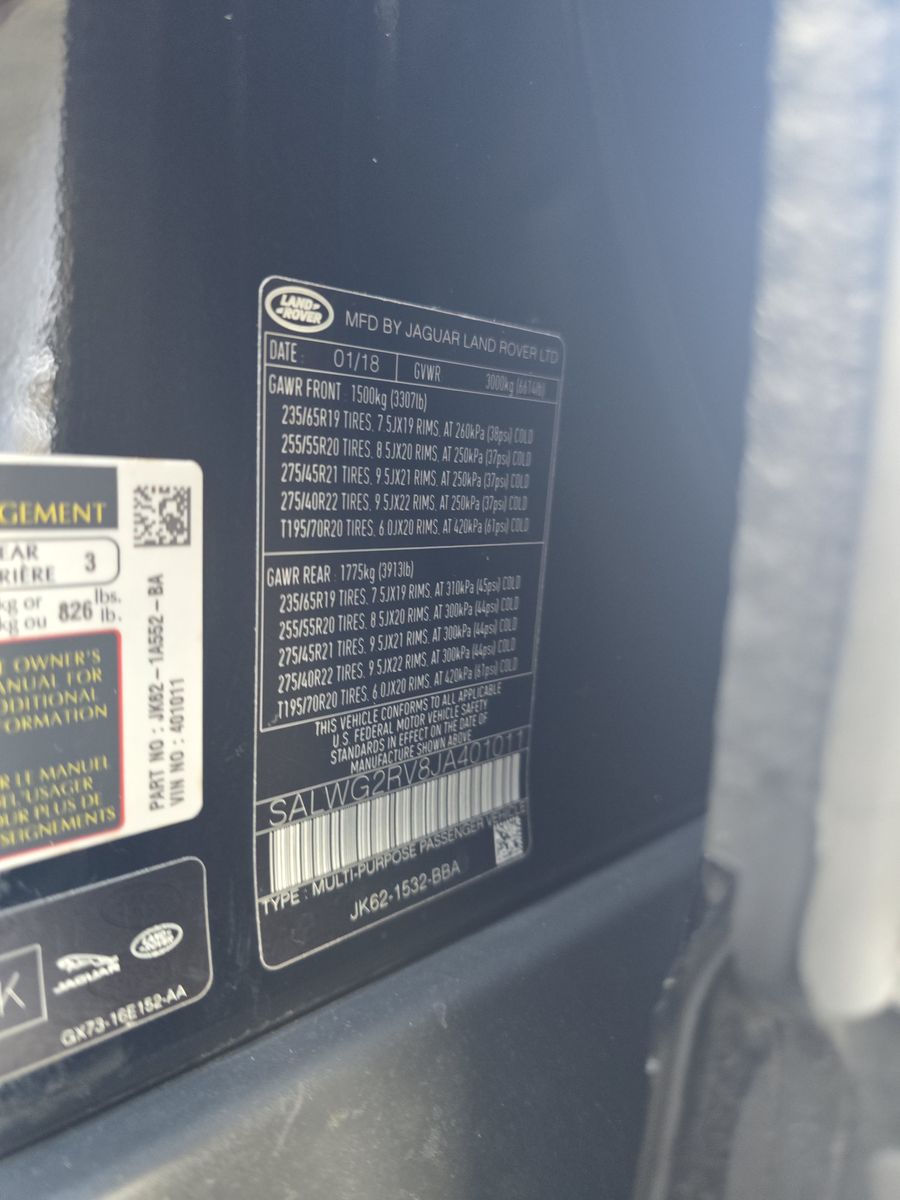 LAND ROVER
MFD BY JAGUAR LAND ROVER LTD
DATE : 01/18 GVWR 3000kg (6614lb)
GAWR FRONT : 1500kg (3307lb)
235/65R19 TIRES, 7.5JX19 RIMS, AT 260kPa (38psi) COLD
255/55R20 TIRES, 8.5JX20 RIMS, AT 250kPa (37psi) COLD
275/45R21 TIRES, 9.5JX21 RIMS, AT 250kPa (37psi) COLD
275/40R22 TIRES, 9.5JX22 RIMS, AT 250kPa (37psi) COLD
T195/70R20 TIRES, 6.0JX20 RIMS, AT 420kPa (61psi) COLD
GAWR REAR : 1775kg (3913lb)
235/65R19 TIRES, 7.5JX19 RIMS, AT 310kPa (45psi) COLD
255/55R20 TIRES, 8.5JX20 RIMS, AT 300kPa (44psi) COLD
275/45R21 TIRES, 9.5JX21 RIMS, AT 300kPa (44psi) COLD
275/40R22 TIRES, 9.5JX22 RIMS, AT 300kPa (44psi) COLD
T195/70R20 TIRES, 6.0JX20 RIMS, AT 420kPa (61psi) COLD
THIS VEHICLE CONFORMS TO ALL APPLICABLE
U.S. FEDERAL MOTOR VEHICLE SAFETY
STANDARDS IN EFFECT ON THE DATE OF
MANUFACTURE SHOWN ABOVE
SALWG2RV8JA401011
TYPE : MULTI-PURPOSE PASSENGER VEHICLE
JK62-1532-BBA
GEMENT
EAR
RIÈRE 3
kg or 826 lbs.
kg ou lb.
E OWNER'S
ANUAL FOR
DDITIONAL
FORMATION
R LE MANUEL
EL'USAGER
OUR PLUS DE
SEIGNEMENTS
PART NO : JK62-1A552-BA
VIN NO : 401011
K
JAGUAR
LAND ROVER
GX73-16E152-AA